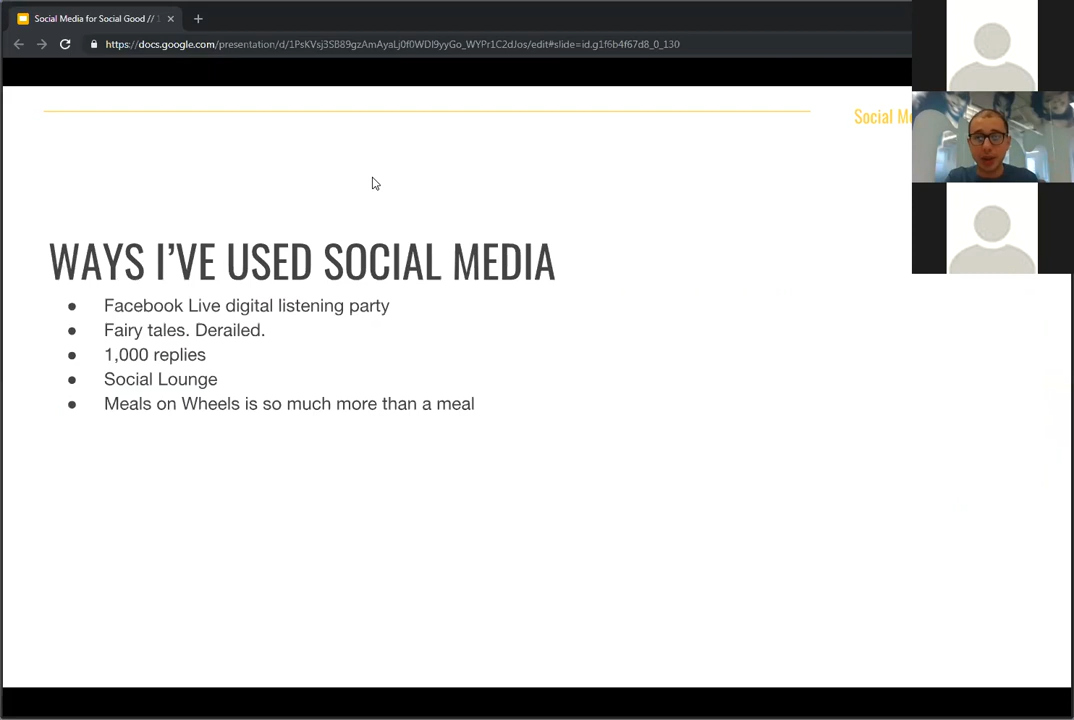 Social Media for Social Good //
https://docs.google.com/presentation/d/1PsKVsj3SB89gzAmAyaLj0f0WDl9yyGo_WYPr1C2dJos/edit#slide=id.g1f6b4f67d8_0_130
Social
WAYS I’VE USED SOCIAL MEDIA
● Facebook Live digital listening party
● Fairy tales. Derailed.
● 1,000 replies
● Social Lounge
● Meals on Wheels is so much more than a meal